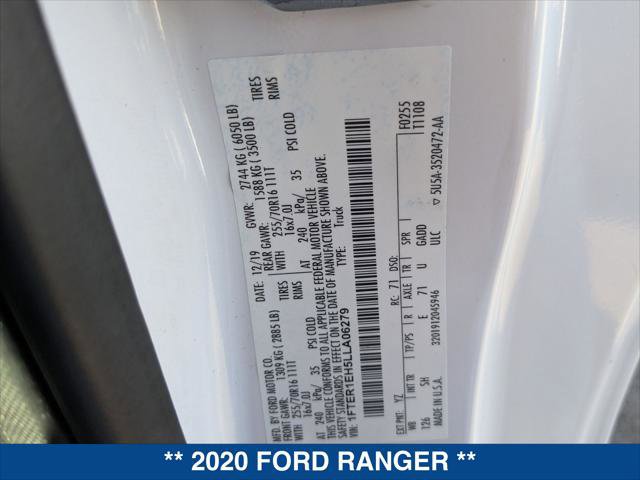 MFD. BY FORD MOTOR CO.
DATE: 12/19
GVWR: 2744 KG ( 6050 LB)
FRONT GAWR: 1309 KG ( 2885 LB)
REAR GAWR: 1588 KG ( 3500 LB)
WITH 255/70R16 111T TIRES
WITH 255/70R16 111T TIRES
16x7.0J RIMS
16x7.0J RIMS
AT 240 kPa/ 35 PSI COLD
AT 240 kPa/ 35 PSI COLD
THIS VEHICLE CONFORMS TO ALL APPLICABLE FEDERAL MOTOR VEHICLE
SAFETY STANDARDS IN EFFECT ON THE DATE OF MANUFACTURE SHOWN ABOVE.
VIN: 1FTER1EH5LLA06279
TYPE: Truck
F0255
T1108
EXT PNT: YZ RC: 71 DSO:
WB INT TR TP/PS R AXLE TR SPR
126 SH E 71 U GADD
MADE IN U.S.A. 3201912045946 ULC
▽ 5U5A-3520472-AA
** 2020 FORD RANGER **